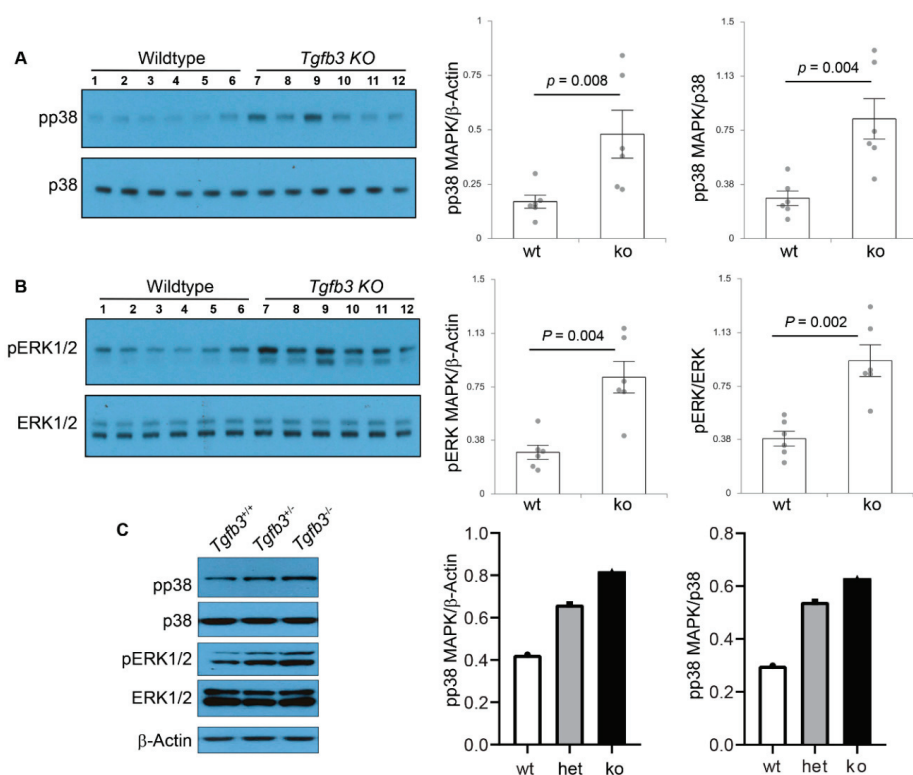 A
Wildtype Tgfb3 KO
1 2 3 4 5 6 7 8 9 10 11 12
pp38
p38
pp38 MAPK/β-Actin
1
0.75
0.5
0.25
0
p = 0.008
wt ko
pp38 MAPK/p38
1.5
1.13
0.75
0.38
0
p = 0.004
wt ko
B
Wildtype Tgfb3 KO
1 2 3 4 5 6 7 8 9 10 11 12
pERK1/2
ERK1/2
pERK MAPK/β-Actin
1.5
1.13
0.75
0.38
0
P = 0.004
wt ko
pERK/ERK
1.5
1.13
0.75
0.38
0
P = 0.002
wt ko
C
Tgfb3+/+ Tgfb3+/- Tgfb3-/-
pp38
p38
pERK1/2
ERK1/2
β-Actin
pp38 MAPK/β-Actin
1.0
0.8
0.6
0.4
0.2
0.0
wt het ko
pp38 MAPK/p38
0.8
0.6
0.4
0.2
0.0
wt het ko